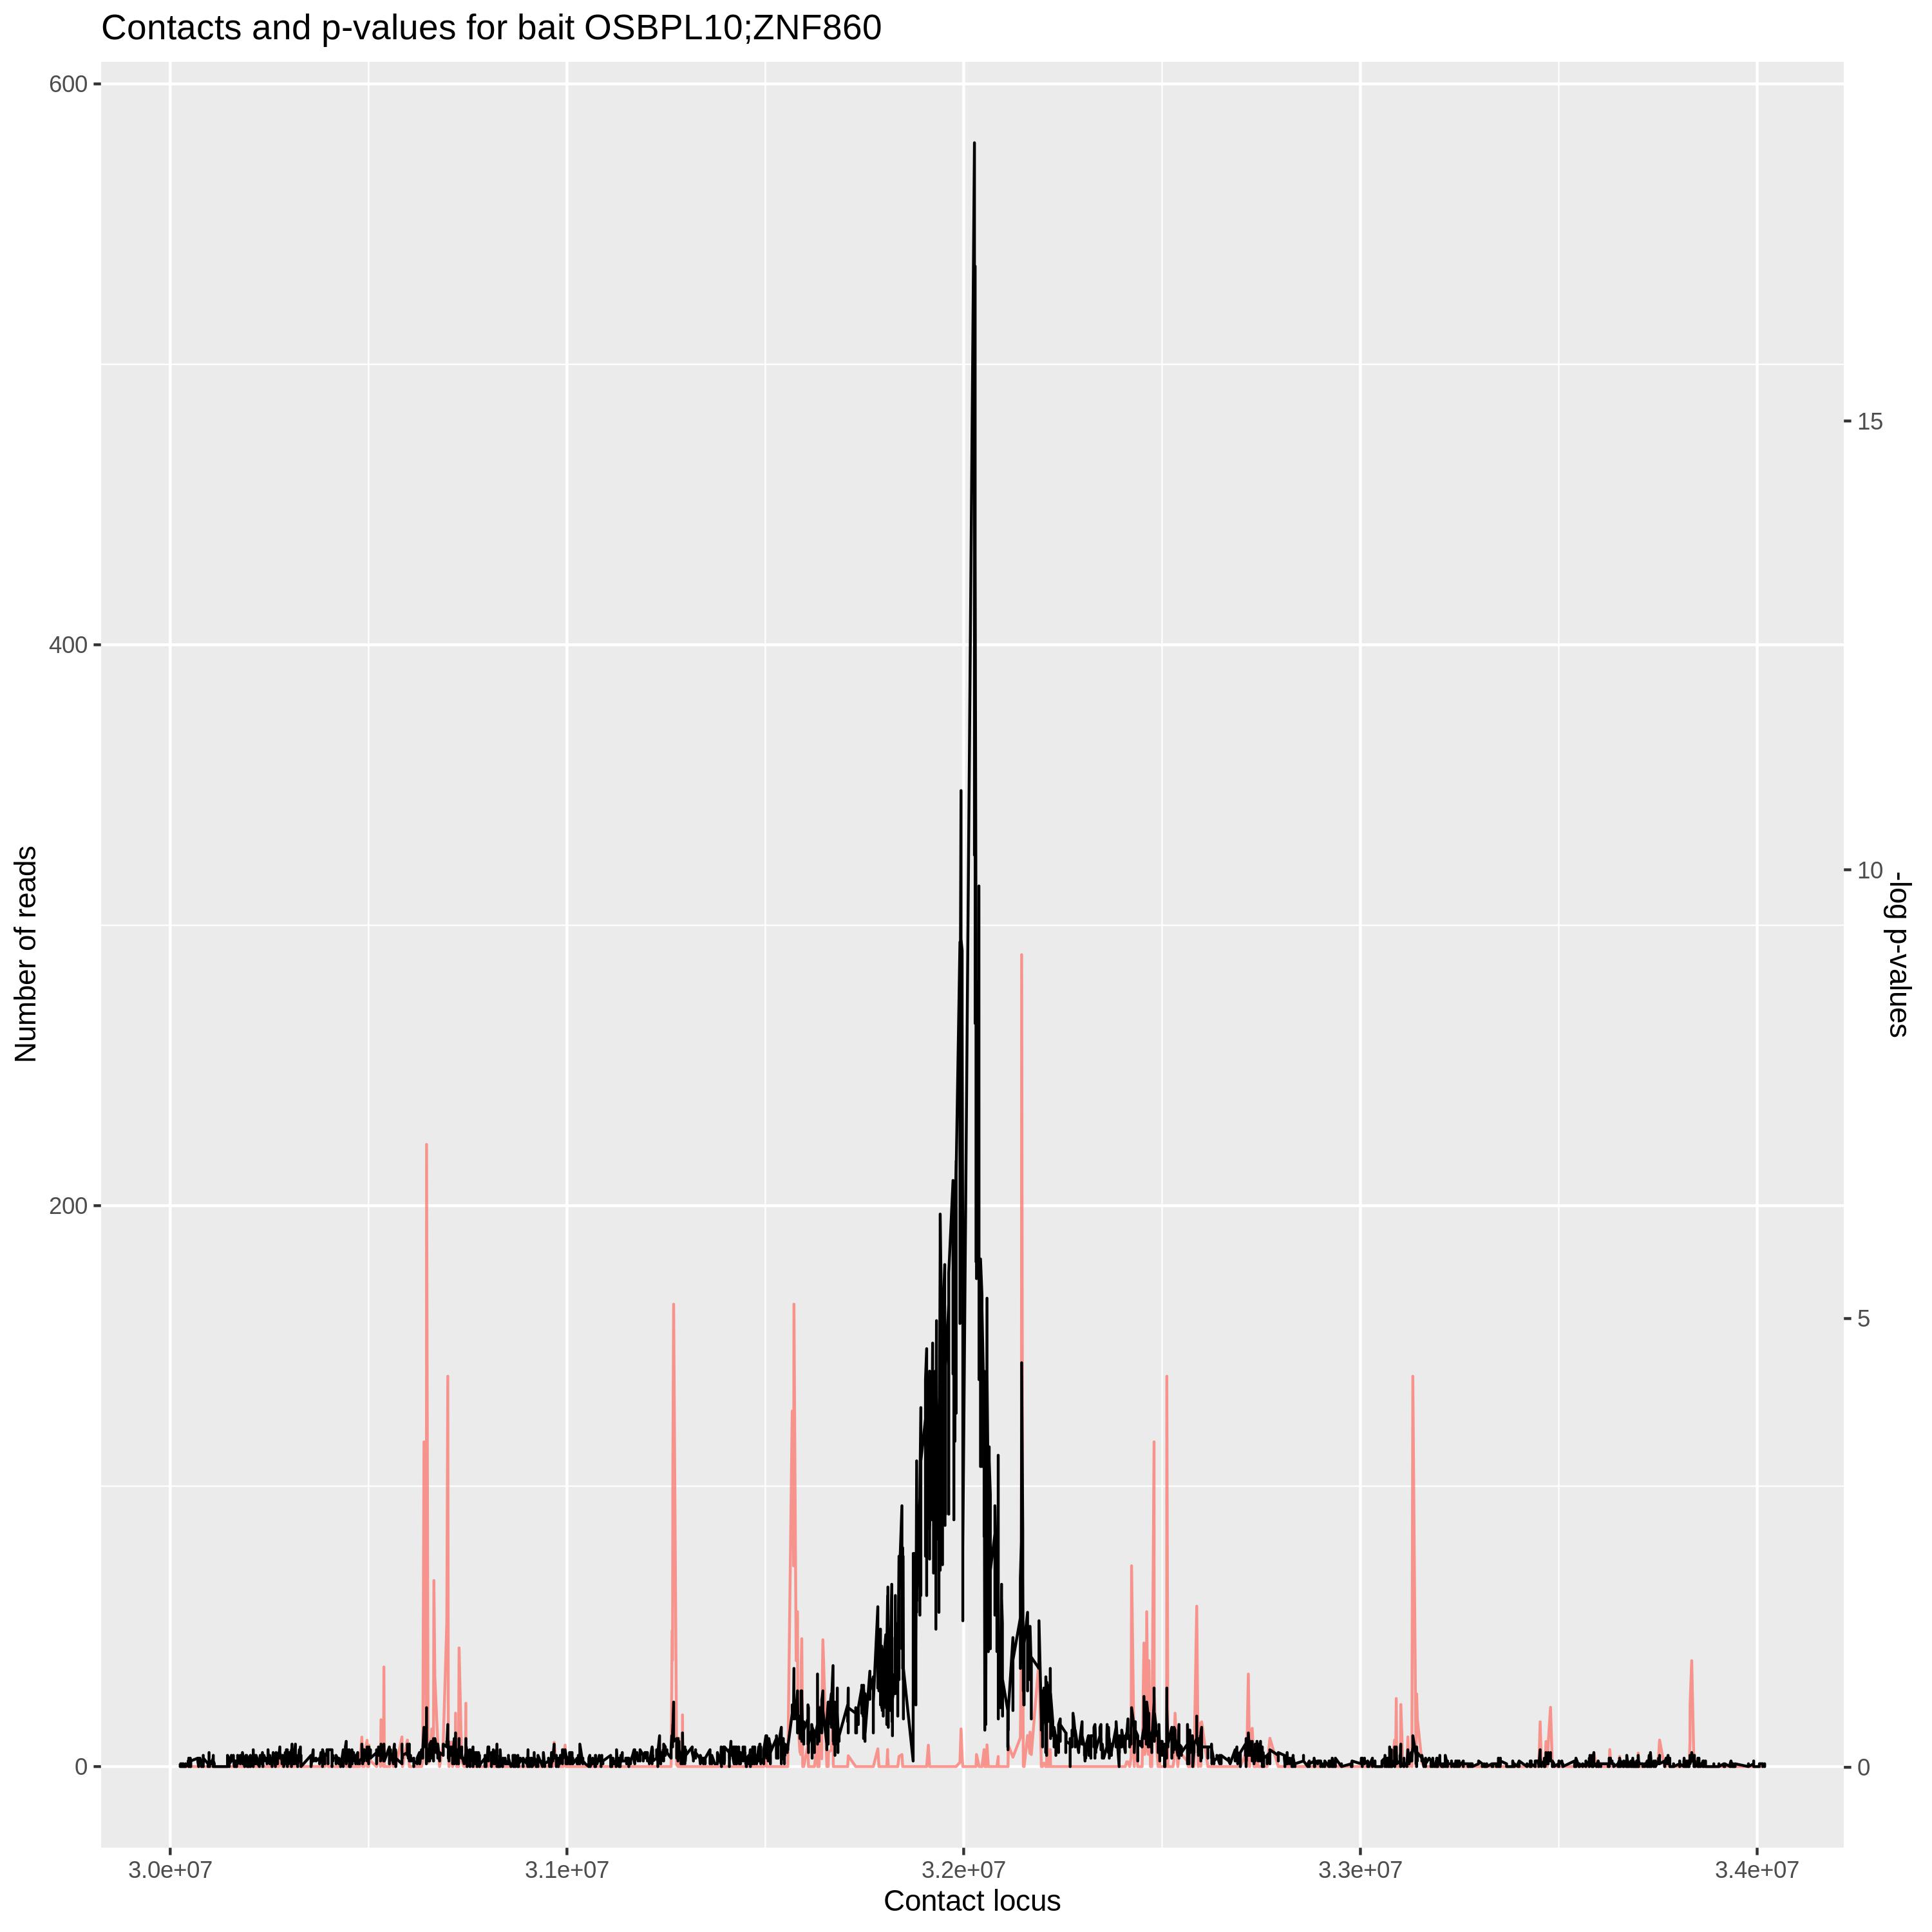 Contacts and p-values for bait OSBPL10;ZNF860
600
400
200
0
Number of reads
15
10
5
0
-log p-values
3.0e+07
3.1e+07
3.2e+07
3.3e+07
3.4e+07
Contact locus